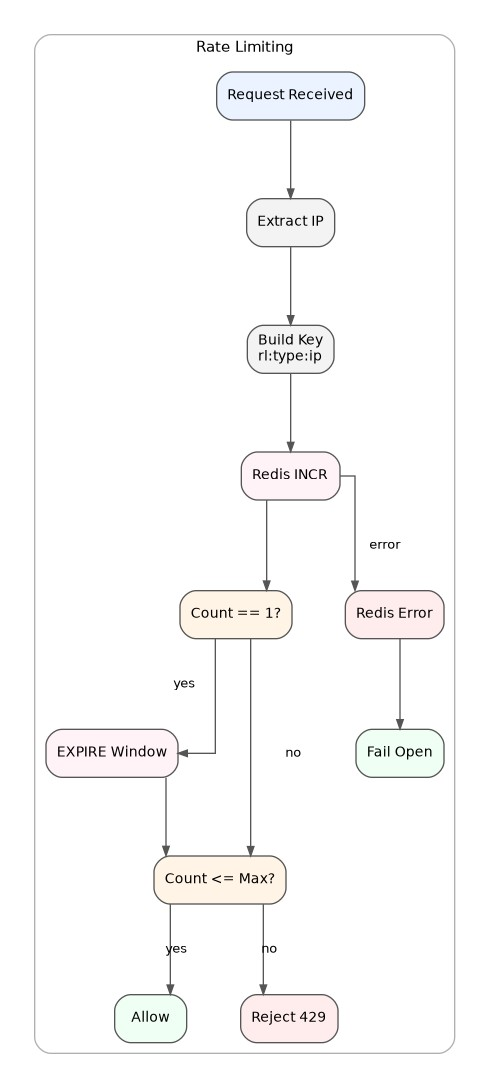 Rate Limiting
Request Received
Extract IP
Build Key
rl:type:ip
Redis INCR
error
Count == 1?
Redis Error
yes
EXPIRE Window
no
Fail Open
Count <= Max?
yes
no
Allow
Reject 429